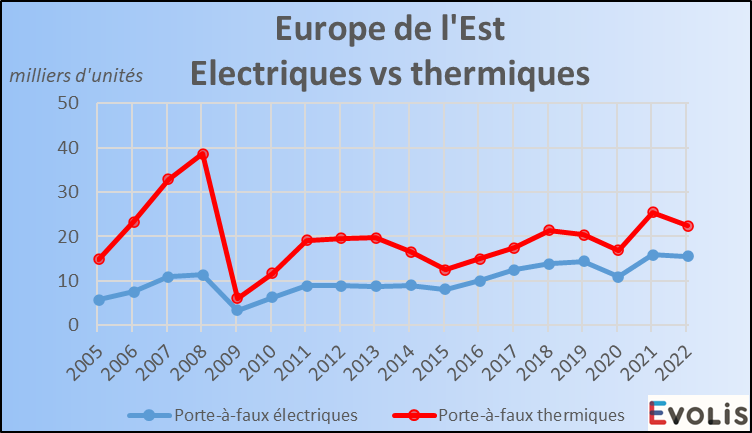 Europe de l'Est
Electriques vs thermiques
milliers d'unités
50
40
30
20
10
0
2005 2006 2007 2008 2009 2010 2011 2012 2013 2014 2015 2016 2017 2018 2019 2020 2021 2022
Porte-à-faux électriques Porte-à-faux thermiques
EVOLIS